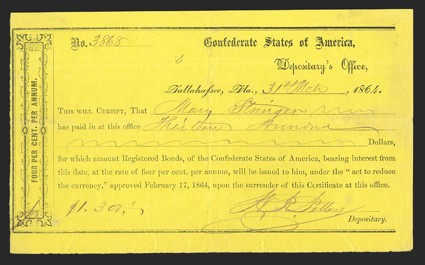 No. 3868
Confederate States of America,
Depositary's Office,
Tallahassee, Fla., 31st Mch 1864.
THIS WILL CERTIFY, That Mary Stringer
has paid in at this office Thirteen Hundred
Dollars,
for which amount Registered Bonds, of the Confederate States of America, bearing interest from
this date, at the rate of four per cent. per annum, will be issued to him, under the "act to reduce
the currency," approved February 17, 1864, upon the surrender of this Certificate at this office.
$1.300,
Depositary.
FOUR PER CENT. PER ANNUM.